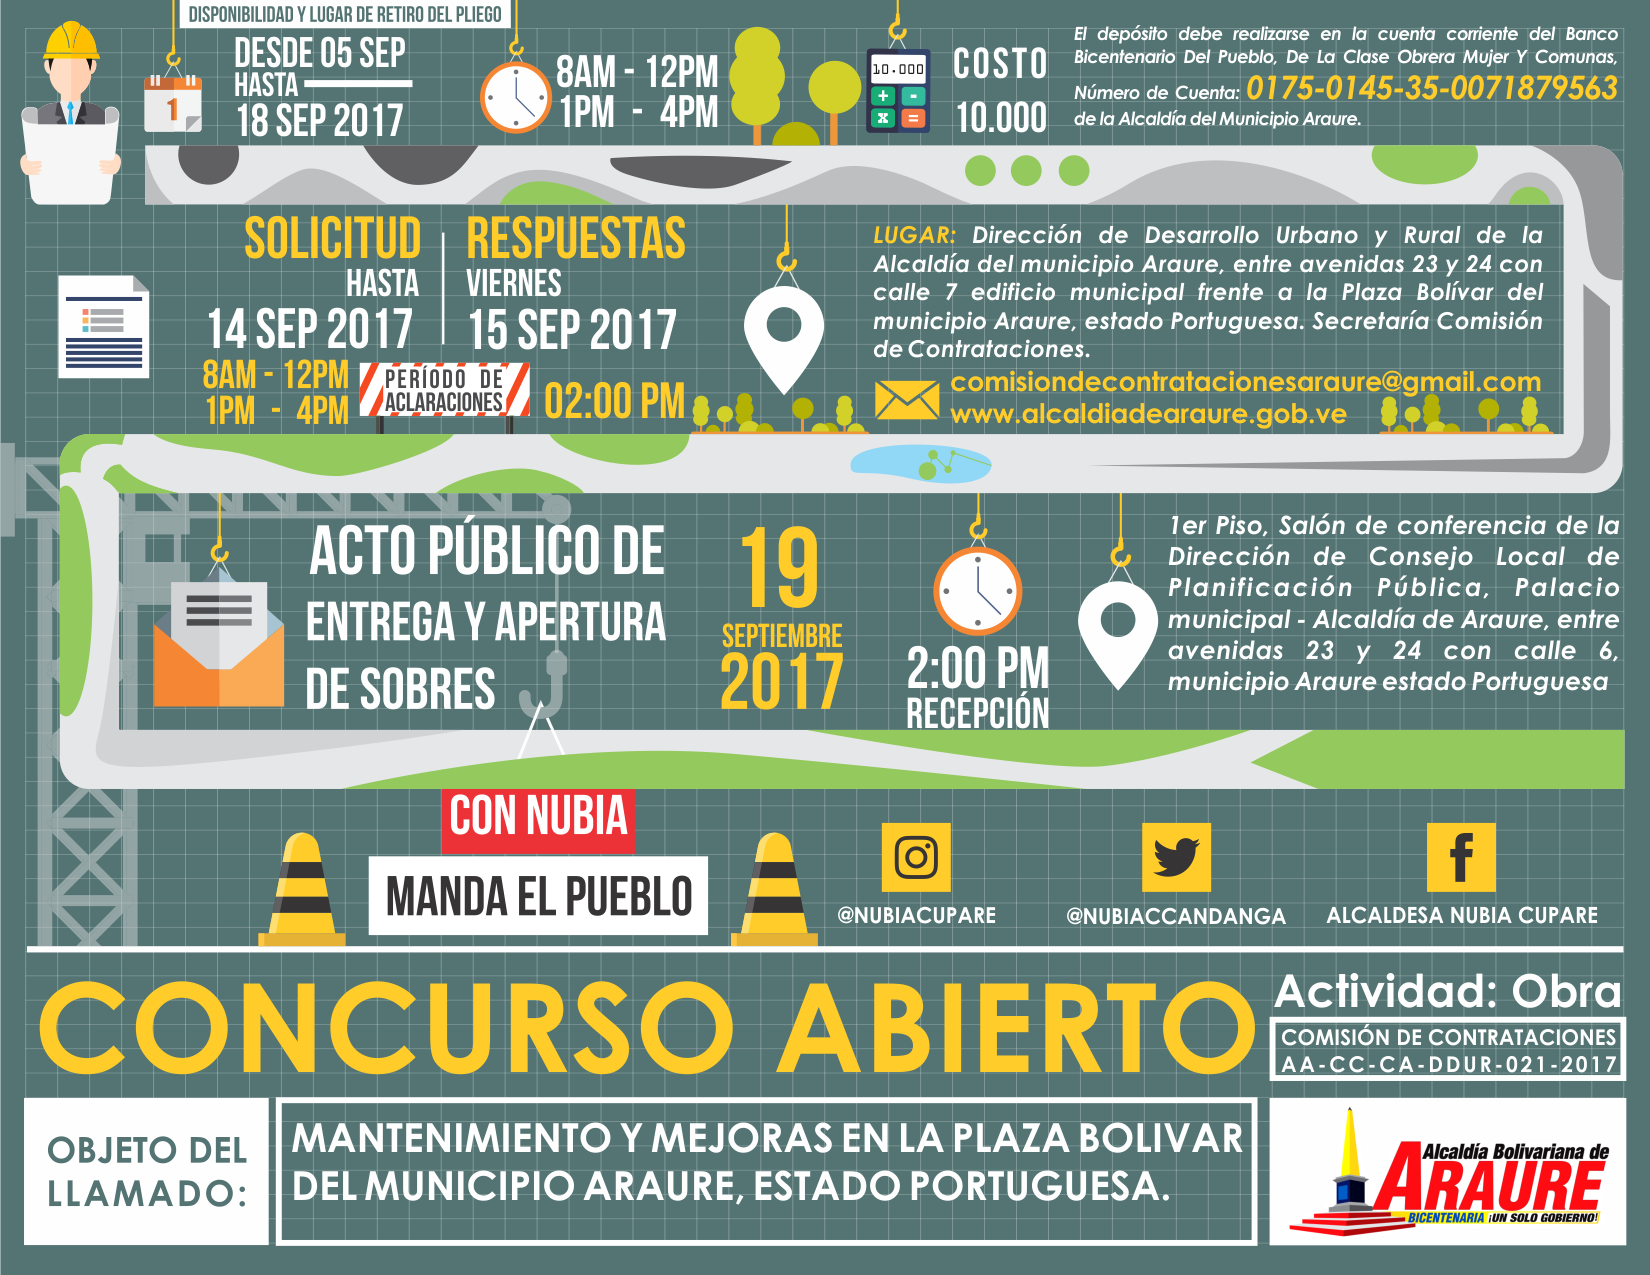 DISPONIBILIDAD Y LUGAR DE RETIRO DEL PLIEGO
DESDE 05 SEP
HASTA
18 SEP 2017
1
8AM - 12PM
1PM - 4PM
10.000
+ -
x =
COSTO
10.000
El depósito debe realizarse en la cuenta corriente del Banco
Bicentenario Del Pueblo, De La Clase Obrera Mujer Y Comunas,
Número de Cuenta: 0175-0145-35-0071879563
de la Alcaldía del Municipio Araure.
SOLICITUD
HASTA
14 SEP 2017
8AM - 12PM
1PM - 4PM
RESPUESTAS
VIERNES
15 SEP 2017
02:00 PM
PERÍODO DE
ACLARACIONES
LUGAR: Dirección de Desarrollo Urbano y Rural de la
Alcaldía del municipio Araure, entre avenidas 23 y 24 con
calle 7 edificio municipal frente a la Plaza Bolívar del
municipio Araure, estado Portuguesa. Secretaría Comisión
de Contrataciones.
comisiondecontratacionesaraure@gmail.com
www.alcaldiadearaure.gob.ve
ACTO PÚBLICO DE
ENTREGA Y APERTURA
DE SOBRES
19
SEPTIEMBRE
2017
2:00 PM
RECEPCIÓN
1er Piso, Salón de conferencia de la
Dirección de Consejo Local de
Planificación Pública, Palacio
municipal - Alcaldía de Araure, entre
avenidas 23 y 24 con calle 6,
municipio Araure estado Portuguesa
CON NUBIA
MANDA EL PUEBLO
@NUBIACUPARE
@NUBIACCANDANGA
ALCALDESA NUBIA CUPARE
CONCURSO ABIERTO
Actividad: Obra
COMISIÓN DE CONTRATACIONES
AA-CC-CA-DDUR-021-2017
OBJETO DEL
LLAMADO:
MANTENIMIENTO Y MEJORAS EN LA PLAZA BOLIVAR
DEL MUNICIPIO ARAURE, ESTADO PORTUGUESA.
Alcaldía Bolivariana de
ARAURE
BICENTENARIA ¡UN SOLO GOBIERNO!